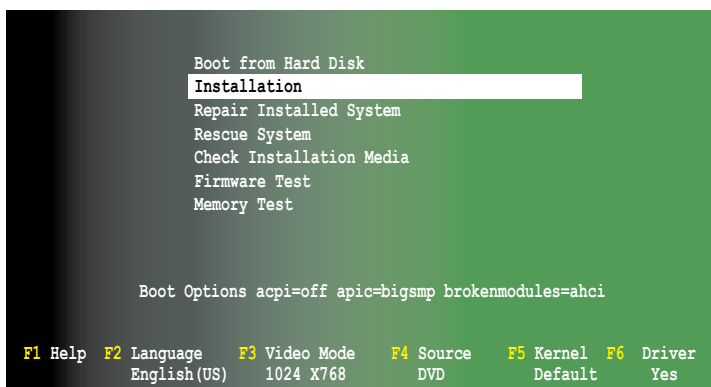 Boot from Hard Disk
Installation
Repair Installed System
Rescue System
Check Installation Media
Firmware Test
Memory Test
Boot Options acpi=off apic=bigsmp brokenmodules=ahci
F1 Help F2 Language F3 Video Mode F4 Source F5 Kernel F6 Driver
English(US) 1024 X768 DVD Default Yes